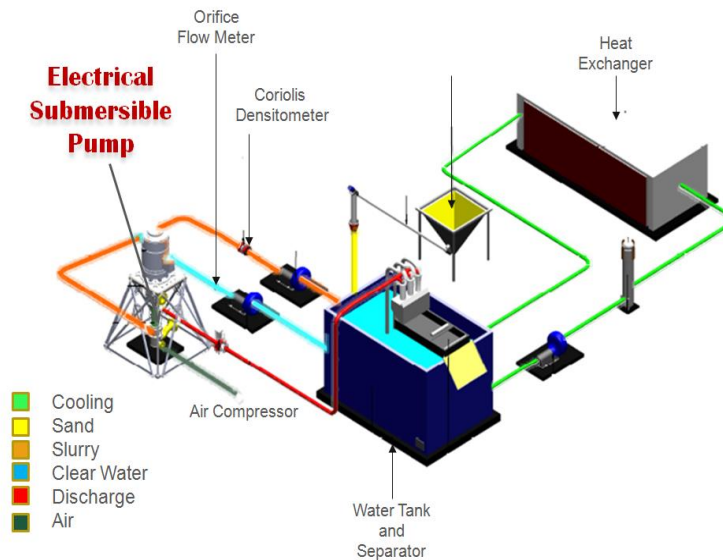 Orifice
Flow Meter
Heat
Exchanger
Electrical
Submersible
Pump
Coriolis
Densitometer
Air Compressor
Cooling
Sand
Slurry
Clear Water
Discharge
Air
Water Tank
and
Separator